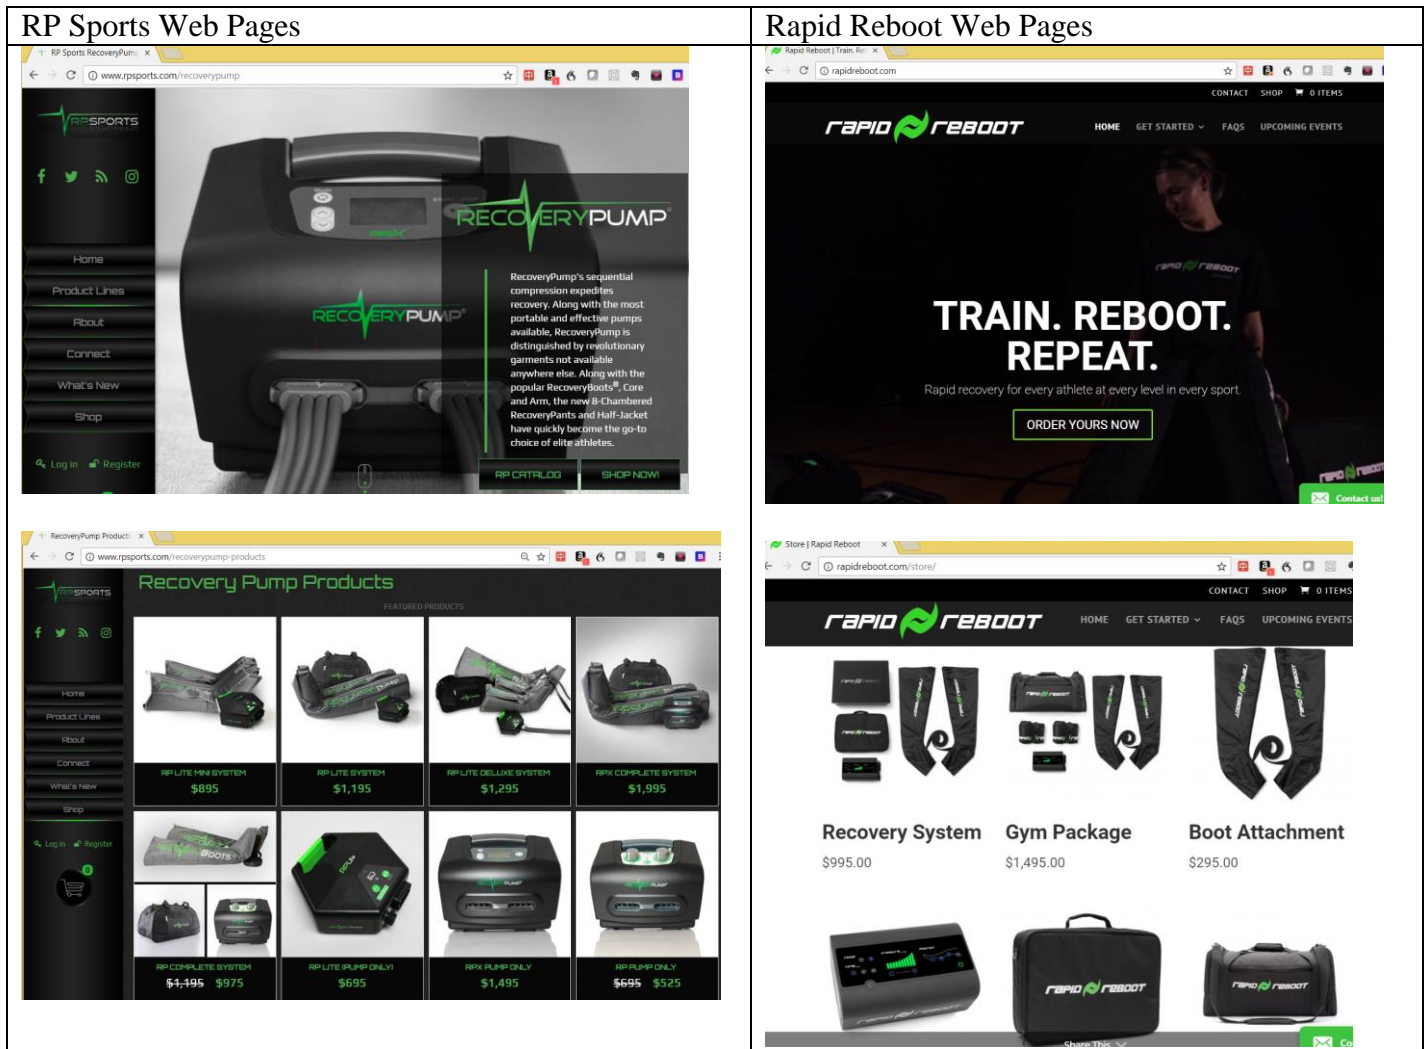 RP Sports Web Pages
RP Sports RecoveryPum
www.rpsports.com/recoverypump
RPSPORTS
Home
Product Lines
About
Connect
What's New
Shop
Log in Register
RPX
RECOVERYPUMP®
RECOVERYPUMP®
RecoveryPump's sequential
compression expedites
recovery. Along with the most
portable and effective pumps
available, RecoveryPump is
distinguished by revolutionary
garments not available
anywhere else. Along with the
popular RecoveryBoots®, Core
and Arm, the new 8-Chambered
RecoveryPants and Half-Jacket
have quickly become the go-to
choice of elite athletes.
RP CATALOG SHOP NOW!
RecoveryPump Product
www.rpsports.com/recoverypump-products
RPSPORTS
Home
Product Lines
About
Connect
What's New
Shop
Log in Register
0
Recovery Pump Products
FEATURED PRODUCTS
RP LITE MINI SYSTEM
$895
RP LITE SYSTEM
$1,195
RP LITE DELUXE SYSTEM
$1,295
RPX COMPLETE SYSTEM
$1,995
RP COMPLETE SYSTEM
$1,195 $975
RP LITE (PUMP ONLY)
$695
RPX PUMP ONLY
$1,495
RP PUMP ONLY
$695 $525
Rapid Reboot Web Pages
Rapid Reboot | Train. Re
rapidreboot.com
CONTACT SHOP 0 ITEMS
rapid reboot
HOME GET STARTED FAQS UPCOMING EVENTS
rapid reboot
TRAIN. REBOOT.
REPEAT.
Rapid recovery for every athlete at every level in every sport.
ORDER YOURS NOW
Contact us!
Store | Rapid Reboot
rapidreboot.com/store/
CONTACT SHOP 0 ITEMS
rapid reboot
HOME GET STARTED FAQS UPCOMING EVENTS
Recovery System
$995.00
Gym Package
$1,495.00
Boot Attachment
$295.00
rapid reboot
rapid reboot
Share This